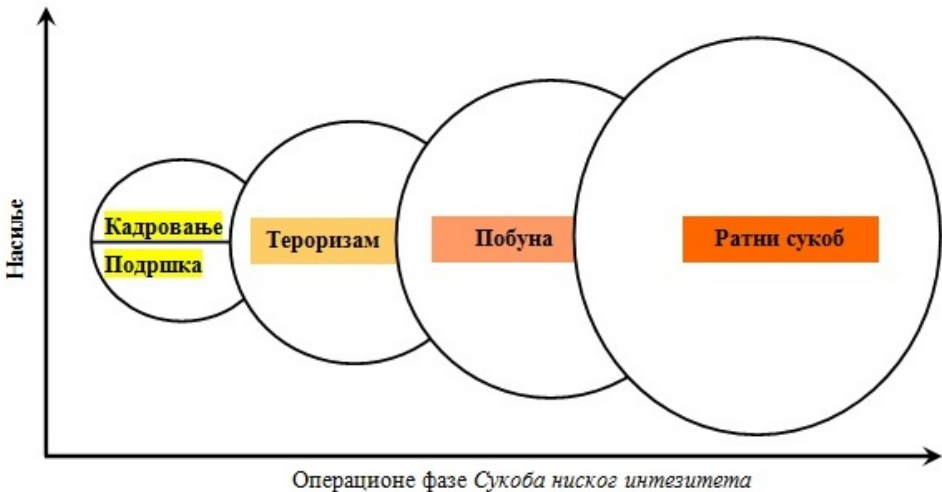 Насиље
Кадровање
Подршка
Тероризам
Побуна
Ратни сукоб
Операционе фазе Сукоба ниског интезитета